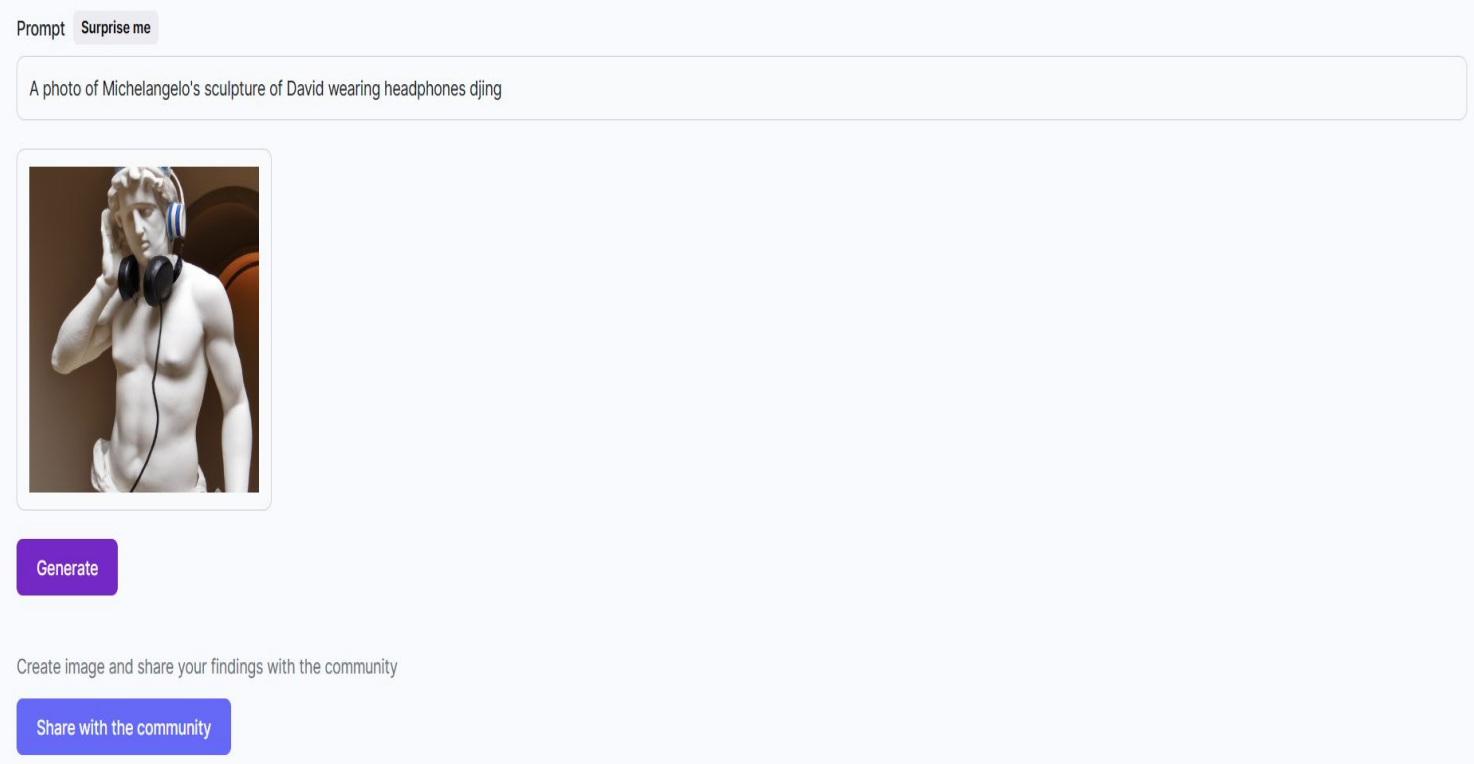 Prompt Surprise me
A photo of Michelangelo's sculpture of David wearing headphones djing
Generate
Create image and share your findings with the community
Share with the community